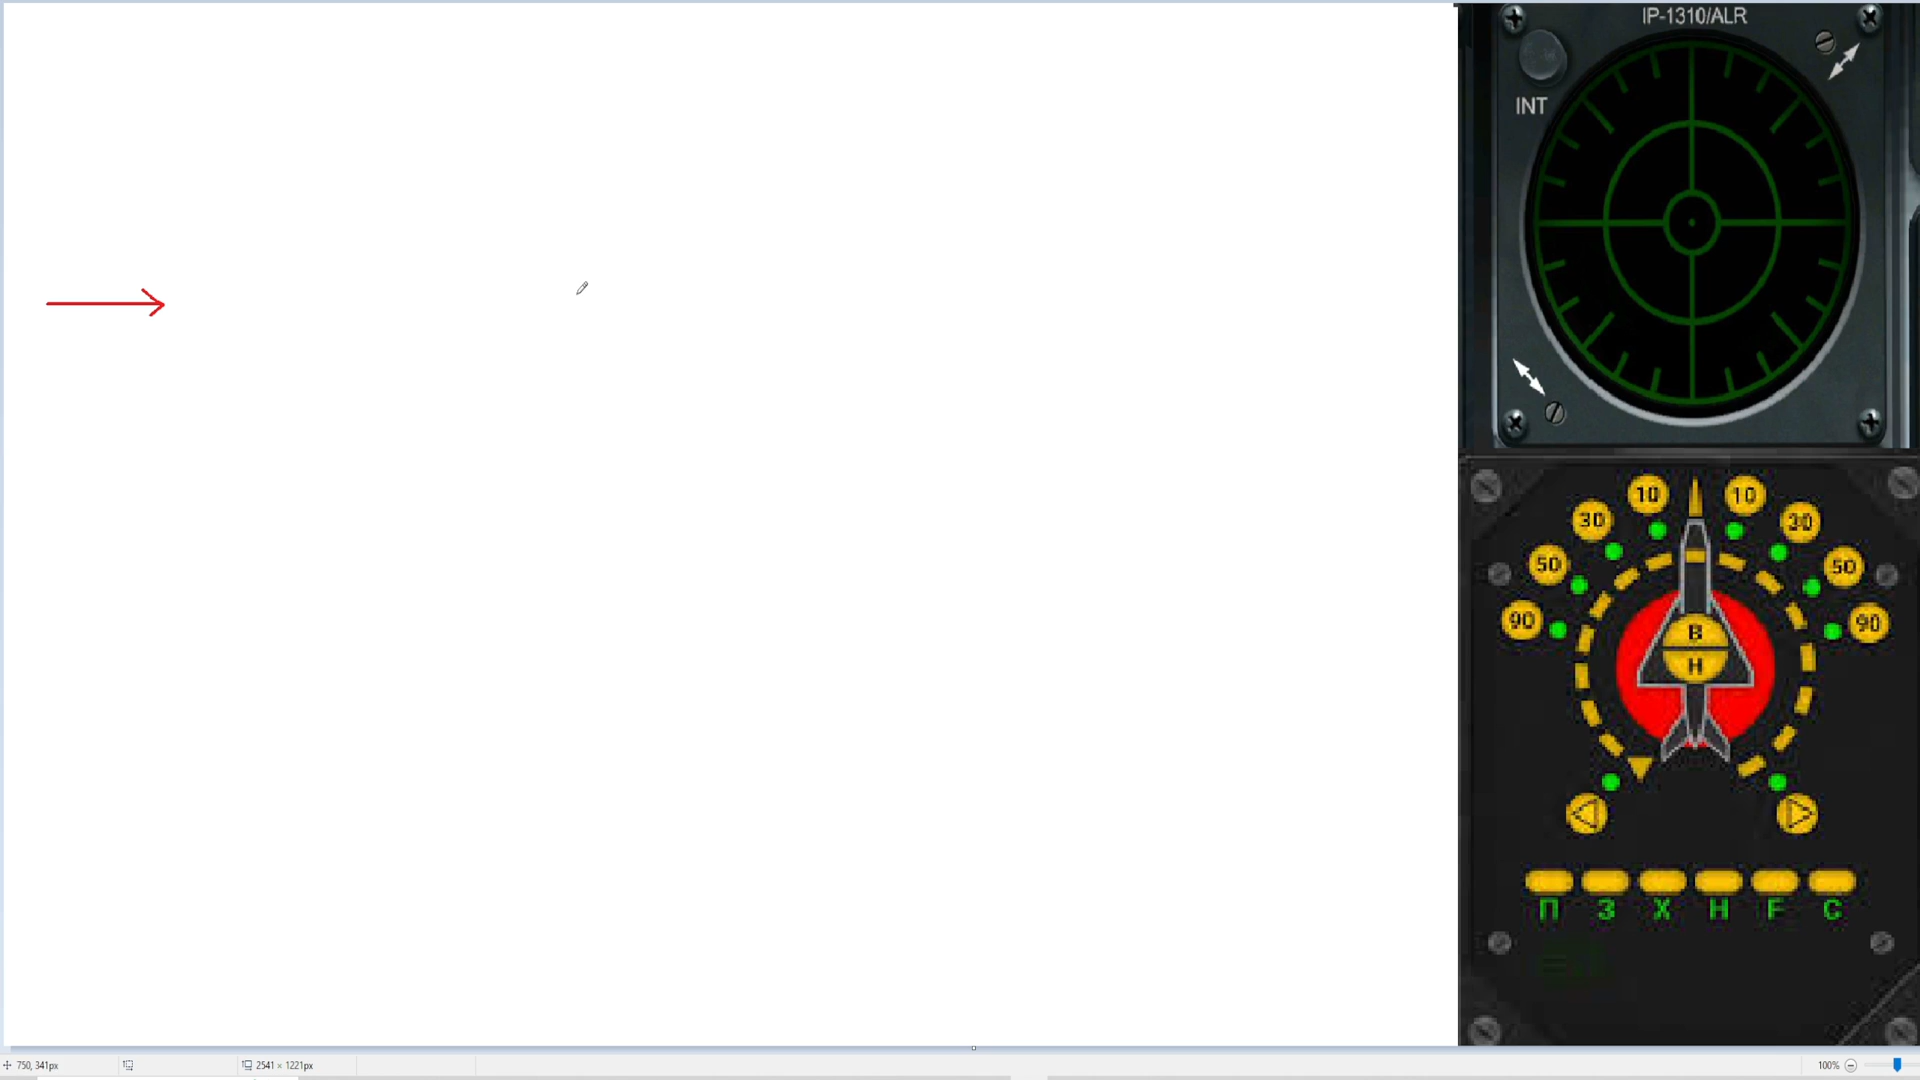 IP-1310/ALR
INT
10 10
30 30
50 50
90 90
В
Н
П З Х Н F С
750, 341px 2541 × 1221px 100%